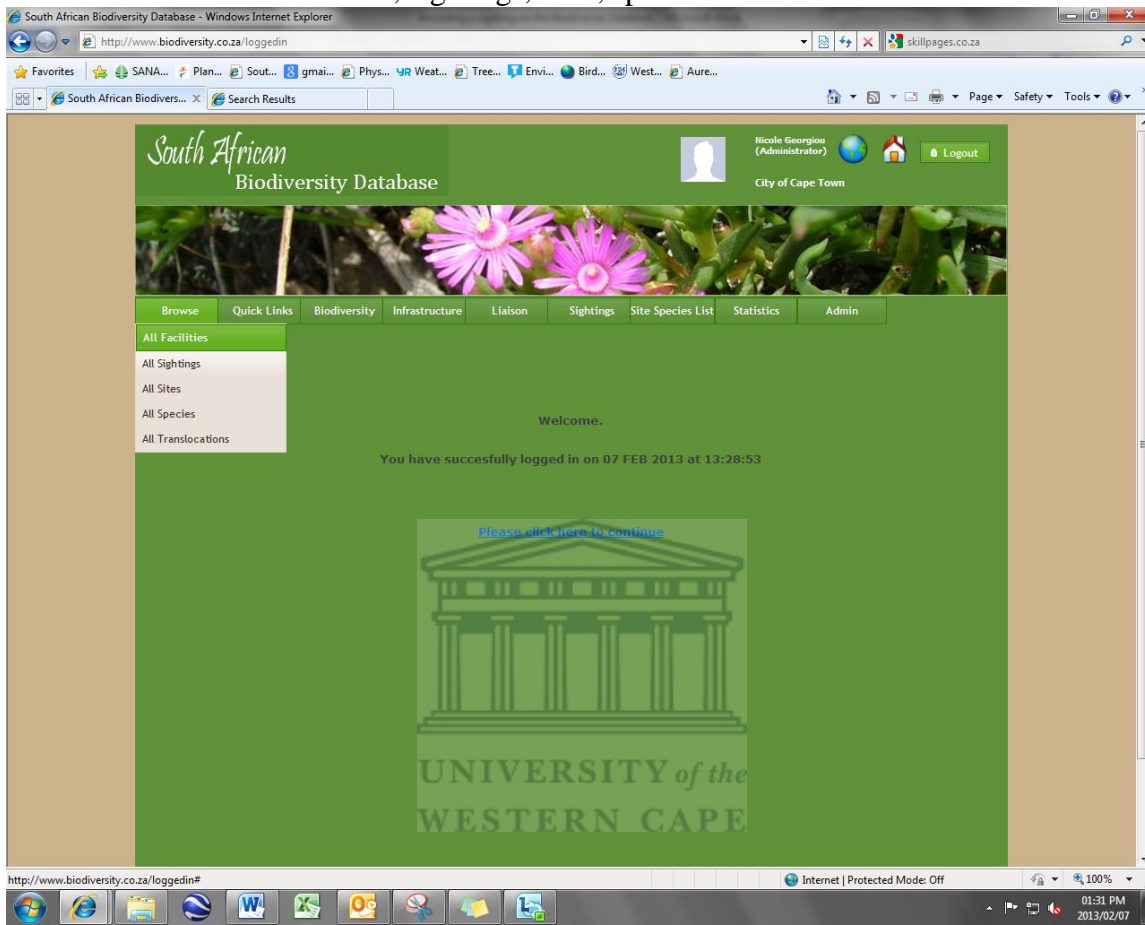 South African Biodiversity Database - Windows Internet Explorer
http://www.biodiversity.co.za/loggedin
skillpages.co.za
Favorites SANA... Plan... Sout... gmai... Phys... Weat... Tree... Envi... Bird... West... Aure...
South African Biodivers... X Search Results
Page Safety Tools
South African
Biodiversity Database
Nicole Georgiou
(Administrator)
Logout
City of Cape Town
Browse Quick Links Biodiversity Infrastructure Liaison Sightings Site Species List Statistics Admin
All Facilities
All Sightings
All Sites
All Species
All Translocations
Welcome.
You have succesfully logged in on 07 FEB 2013 at 13:28:53
Please click here to continue
UNIVERSITY of the
WESTERN CAPE
http://www.biodiversity.co.za/loggedin#
Internet | Protected Mode: Off
100%
01:31 PM
2013/02/07